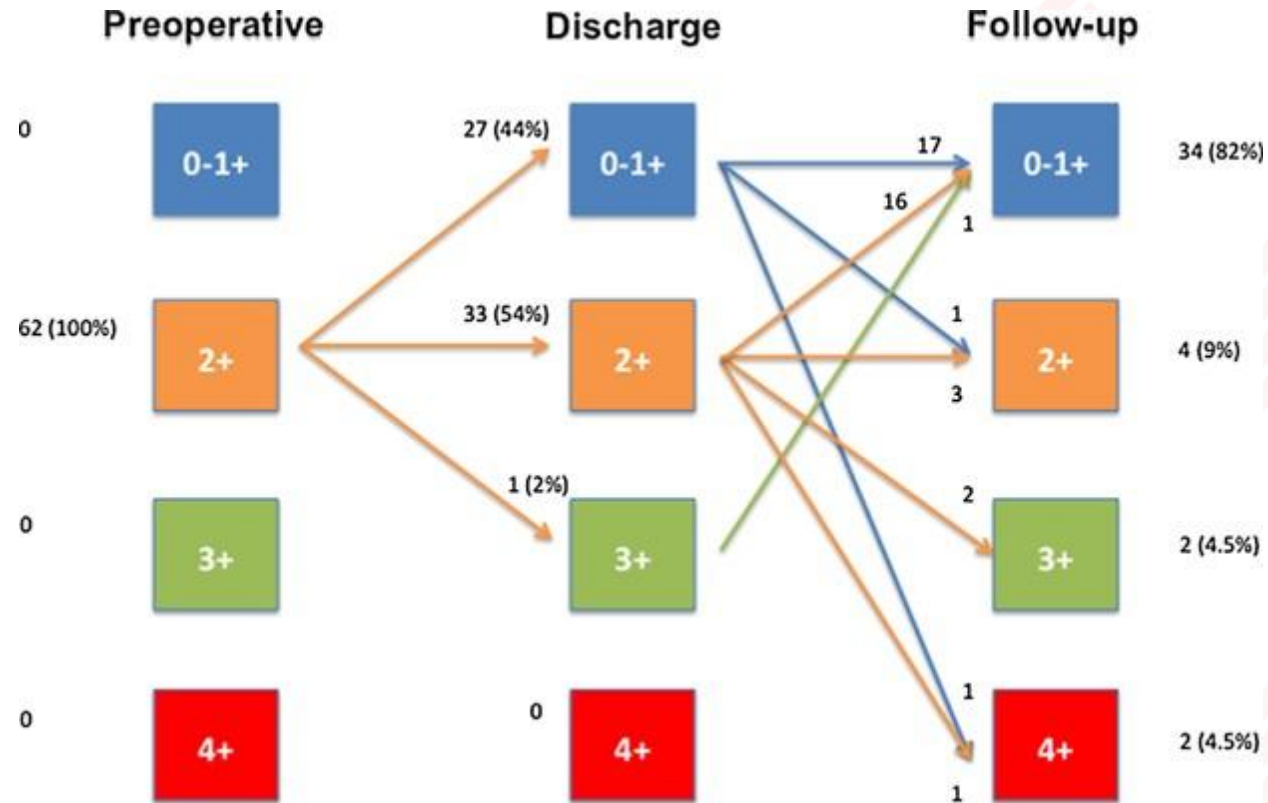 Preoperative Discharge Follow-up
0 0-1+ 27 (44%) 0-1+ 17 0-1+ 34 (82%)
16
1
62 (100%) 2+ 33 (54%) 2+ 1 2+ 4 (9%)
3
0 3+ 1 (2%) 3+ 2 3+ 2 (4.5%)
0 4+ 0 4+ 1 4+ 2 (4.5%)
1